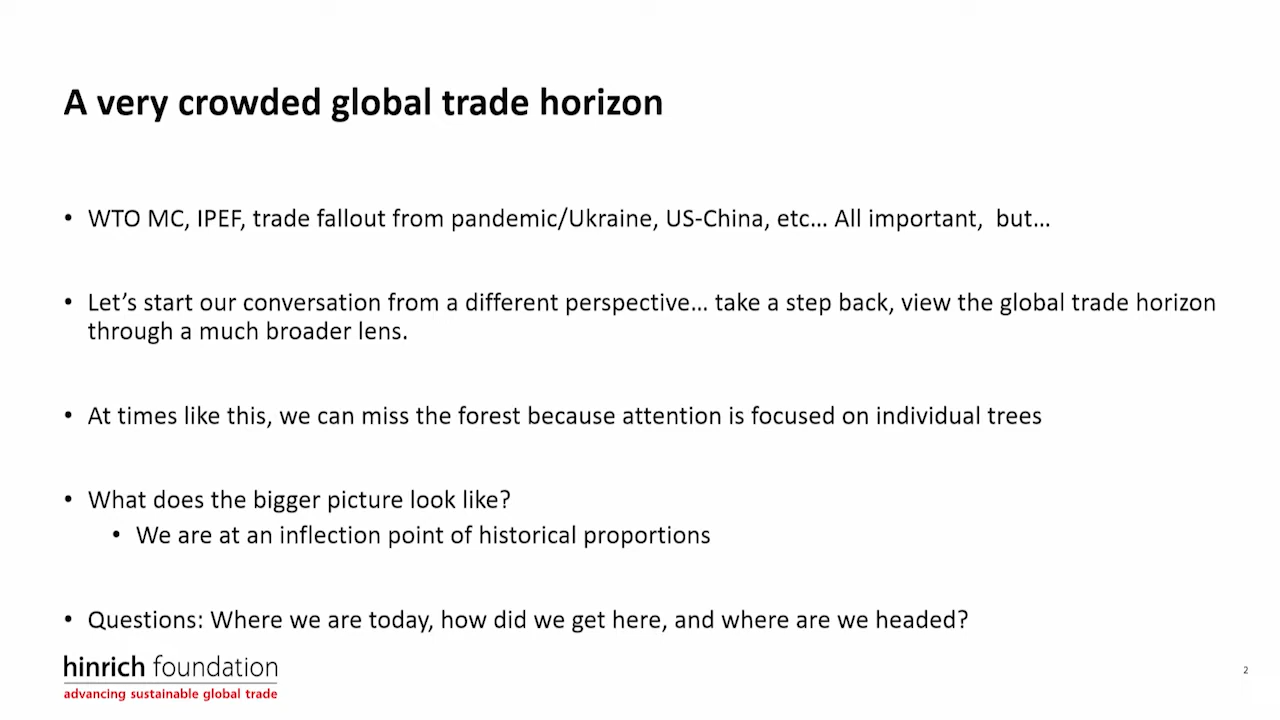 A very crowded global trade horizon
• WTO MC, IPEF, trade fallout from pandemic/Ukraine, US-China, etc… All important,  but…
• Let’s start our conversation from a different perspective… take a step back, view the global trade horizon
through a much broader lens.
• At times like this, we can miss the forest because attention is focused on individual trees
• What does the bigger picture look like?
• We are at an inflection point of historical proportions
• Questions: Where we are today, how did we get here, and where are we headed?
hinrich foundation
advancing sustainable global trade
2